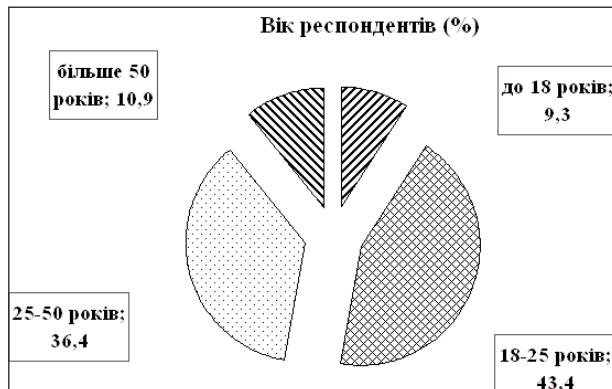 Вік респондентів (%)
більше 50
років; 10,9
до 18 років;
9,3
25-50 років;
36,4
18-25 років;
43,4